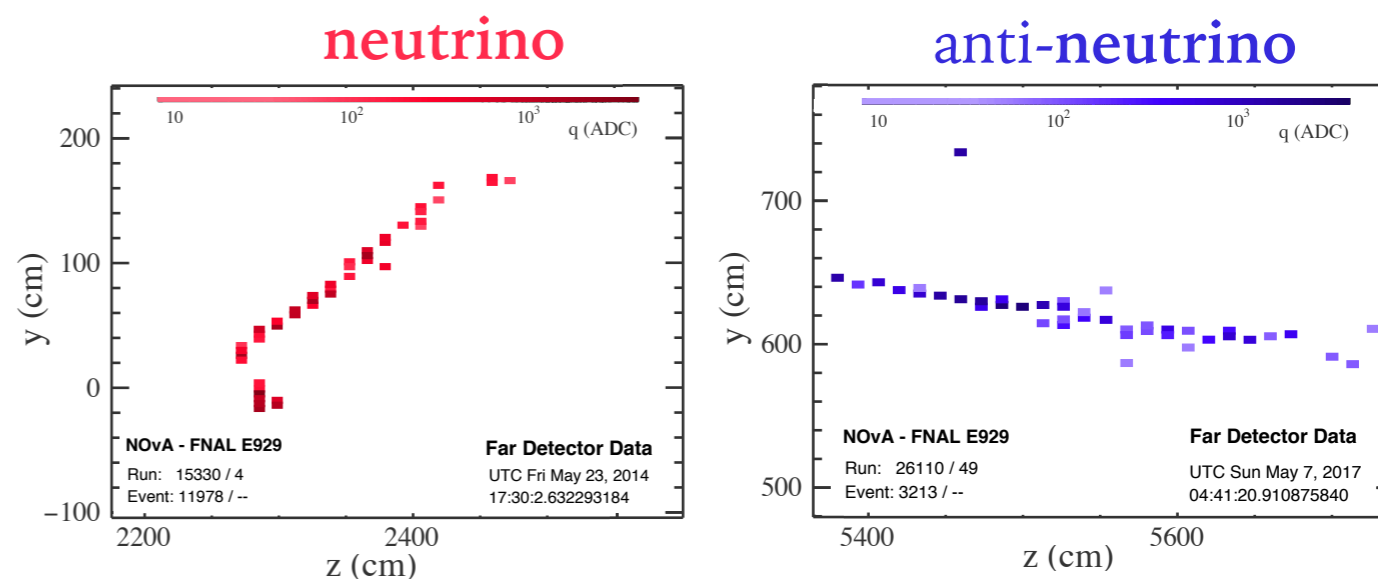 neutrino
10 10² 10³
q (ADC)
200
100
0
−100
y (cm)
NOvA - FNAL E929
Run: 15330 / 4
Event: 11978 / --
Far Detector Data
UTC Fri May 23, 2014
17:30:2.632293184
2200 2400
z (cm)
anti-neutrino
10 10² 10³
q (ADC)
700
600
500
y (cm)
NOvA - FNAL E929
Run: 26110 / 49
Event: 3213 / --
Far Detector Data
UTC Sun May 7, 2017
04:41:20.910875840
5400 5600
z (cm)